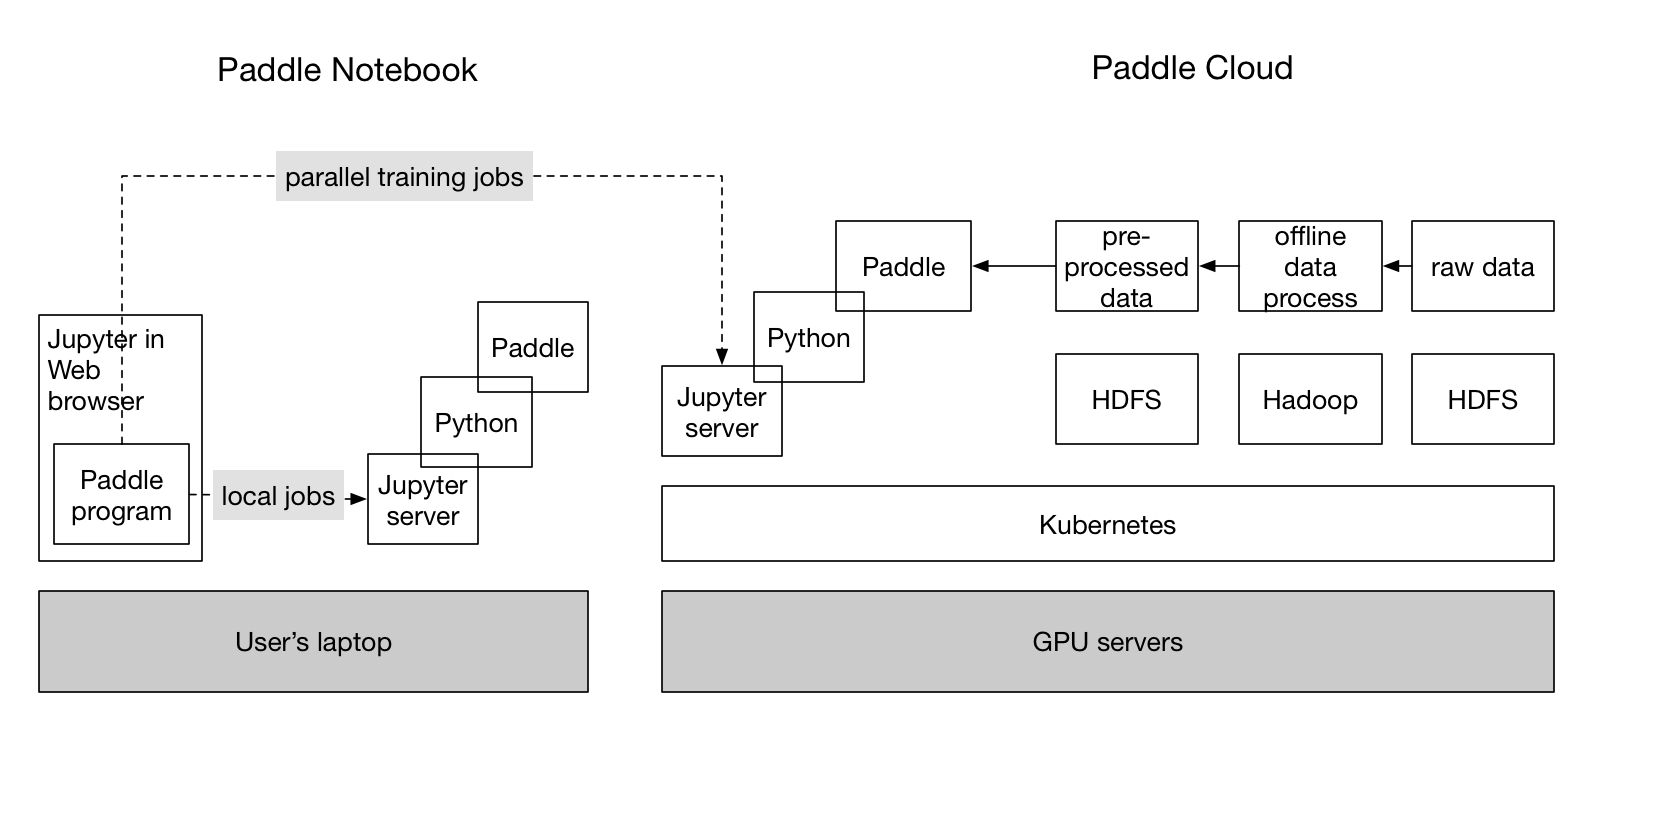 Paddle Notebook
Paddle Cloud
parallel training jobs
Jupyter in
Web
browser
Paddle
program
local jobs
Paddle
Python
Jupyter
server
Paddle
Python
Jupyter
server
pre-
processed
data
offline
data
process
raw data
HDFS
Hadoop
HDFS
Kubernetes
User’s laptop
GPU servers